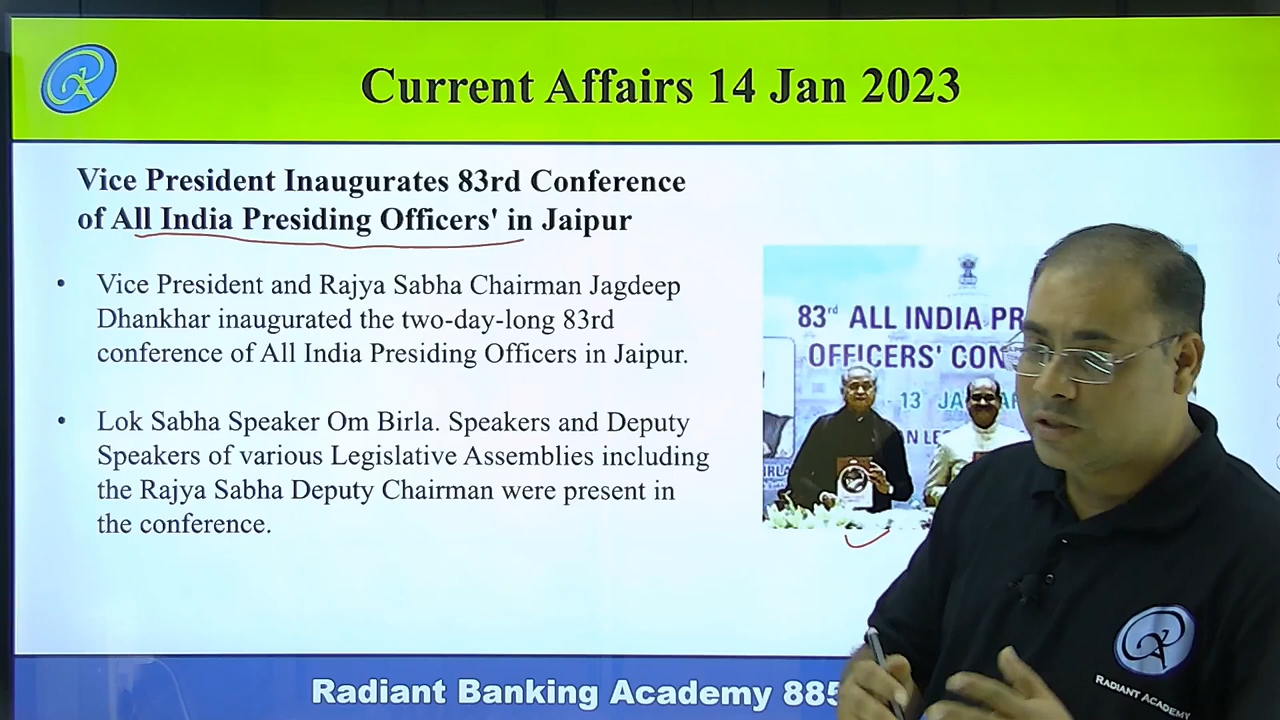 Current Affairs 14 Jan 2023
Vice President Inaugurates 83rd Conference
of All India Presiding Officers' in Jaipur
• Vice President and Rajya Sabha Chairman Jagdeep
Dhankhar inaugurated the two-day-long 83rd
conference of All India Presiding Officers in Jaipur.
• Lok Sabha Speaker Om Birla. Speakers and Deputy
Speakers of various Legislative Assemblies including
the Rajya Sabha Deputy Chairman were present in
the conference.
83rd ALL INDIA PR
OFFICERS' CON
13 JA
Radiant Banking Academy 885
RADIANT ACADEMY